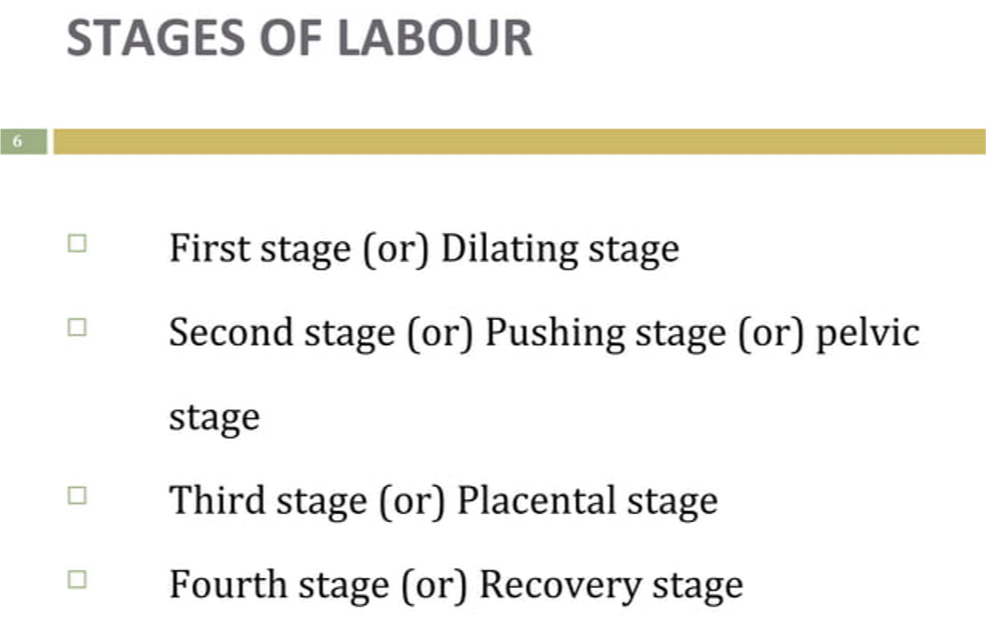 STAGES OF LABOUR
6
First stage (or) Dilating stage
Second stage (or) Pushing stage (or) pelvic
stage
Third stage (or) Placental stage
Fourth stage (or) Recovery stage